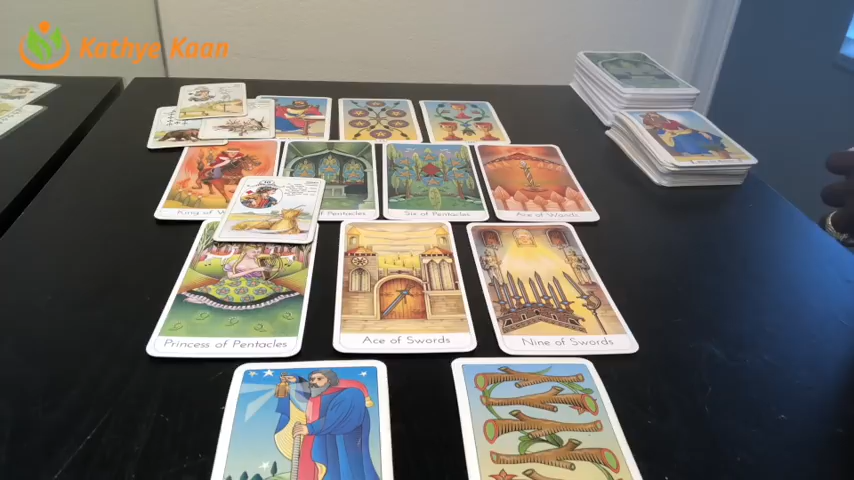 Kathye Kaan
King of W
of Pentacles
Six of Pentacles
Ace of Wands
Princess of Pentacles
Ace of Swords
Nine of Swords